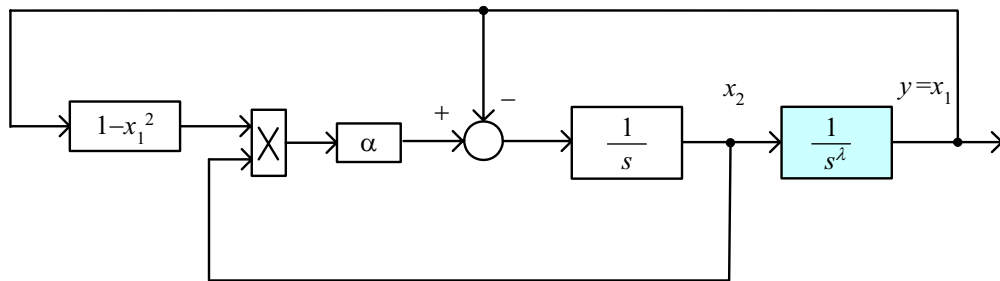 1−x₁²
α
+
−
1/s
x₂
1/s^λ
y=x₁